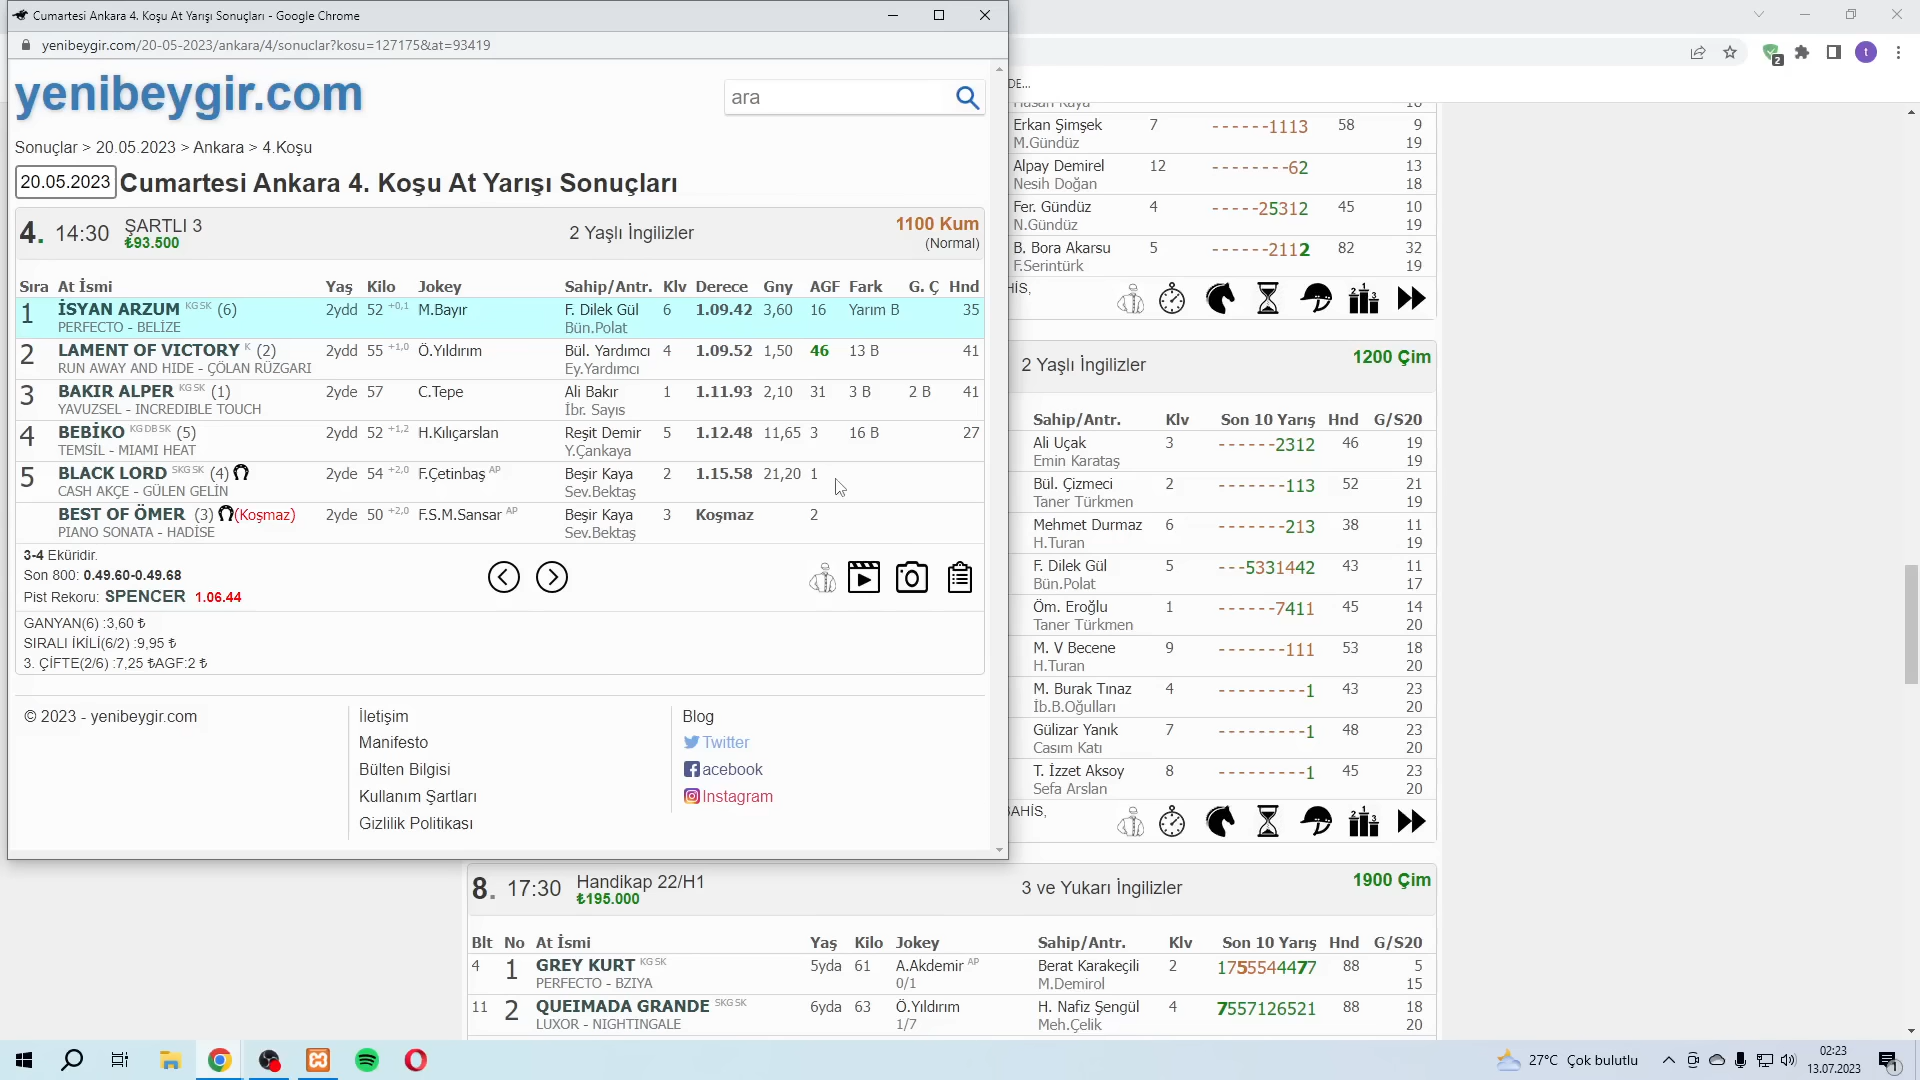 Cumartesi Ankara 4. Koşu At Yarışı Sonuçları - Google Chrome
yenibeygir.com/20-05-2023/ankara/4/sonuclar?kosu=127175&at=93419
yenibeygir.com
ara
Sonuçlar > 20.05.2023 > Ankara > 4.Koşu
20.05.2023 Cumartesi Ankara 4. Koşu At Yarışı Sonuçları
4. 14:30 ŞARTLI 3 2 Yaşlı İngilizler 1100 Kum
₺93.500 (Normal)
Sıra At İsmi Yaş Kilo Jokey Sahip/Antr. Klv Derece Gny AGF Fark G. Ç Hnd
1 İSYAN ARZUM KG SK (6) 2ydd 52 +0,1 M.Bayır F. Dilek Gül 6 1.09.42 3,60 16 Yarım B 35
PERFECTO - BELİZE Bün.Polat
2 LAMENT OF VICTORY K (2) 2ydd 55 +1,0 Ö.Yıldırım Bül. Yardımcı 4 1.09.52 1,50 46 13 B 41
RUN AWAY AND HIDE - ÇÖLAN RÜZGARI Ey.Yardımcı
3 BAKIR ALPER KG SK (1) 2yde 57 C.Tepe Ali Bakır 1 1.11.93 2,10 31 3 B 2 B 41
YAVUZSEL - INCREDIBLE TOUCH İbr. Sayıs
4 BEBİKO KG DB SK (5) 2ydd 52 +1,2 H.Kılıçarslan Reşit Demir 5 1.12.48 11,65 3 16 B 27
TEMSİL - MIAMI HEAT Y.Çankaya
5 BLACK LORD SKG SK (4) 2yde 54 +2,0 F.Çetinbaş AP Beşir Kaya 2 1.15.58 21,20 1
CASH AKÇE - GÜLEN GELİN Sev.Bektaş
BEST OF ÖMER (3) (Koşmaz) 2yde 50 +2,0 F.S.M.Sansar AP Beşir Kaya 3 Koşmaz 2
PIANO SONATA - HADİSE Sev.Bektaş
3-4 Eküridir.
Son 800: 0.49.60-0.49.68
Pist Rekoru: SPENCER 1.06.44
GANYAN(6) :3,60 ₺
SIRALI İKİLİ(6/2) :9,95 ₺
3. ÇİFTE(2/6) :7,25 ₺AGF:2 ₺
© 2023 - yenibeygir.com
İletişim
Manifesto
Bülten Bilgisi
Kullanım Şartları
Gizlilik Politikası
Blog
Twitter
acebook
Instagram
2
t
DE...
Hasan Kaya 18
Erkan Şimşek 7 ------1113 58 9
M.Gündüz 19
Alpay Demirel 12 --------62 13
Nesih Doğan 18
Fer. Gündüz 4 -----25312 45 10
N.Gündüz 19
B. Bora Akarsu 5 ------2112 82 32
F.Serintürk 19
HİS,
2 Yaşlı İngilizler 1200 Çim
Sahip/Antr. Klv Son 10 Yarış Hnd G/S20
Ali Uçak 3 ------2312 46 19
Emin Karataş 19
Bül. Çizmeci 2 -------113 52 21
Taner Türkmen 19
Mehmet Durmaz 6 -------213 38 11
H.Turan 19
F. Dilek Gül 5 ---5331442 43 11
Bün.Polat 17
Öm. Eroğlu 1 ------7411 45 14
Taner Türkmen 20
M. V Becene 9 -------111 53 18
H.Turan 20
M. Burak Tınaz 4 ---------1 43 23
İb.B.Oğulları 20
Gülizar Yanık 7 ---------1 48 23
Casım Katı 20
T. İzzet Aksoy 8 ---------1 45 23
Sefa Arslan 20
BAHİS,
8. 17:30 Handikap 22/H1 3 ve Yukarı İngilizler 1900 Çim
₺195.000
Blt No At İsmi Yaş Kilo Jokey Sahip/Antr. Klv Son 10 Yarış Hnd G/S20
4 1 GREY KURT KG SK 5yda 61 A.Akdemir AP Berat Karakeçili 2 1755544477 88 5
PERFECTO - BZIYA 0/1 M.Demirol 15
11 2 QUEIMADA GRANDE SKG SK 6yda 63 Ö.Yıldırım H. Nafiz Şengül 4 7557126521 88 18
LUXOR - NIGHTINGALE 1/7 Meh.Çelik 20
27°C Çok bulutlu
02:23
13.07.2023
1